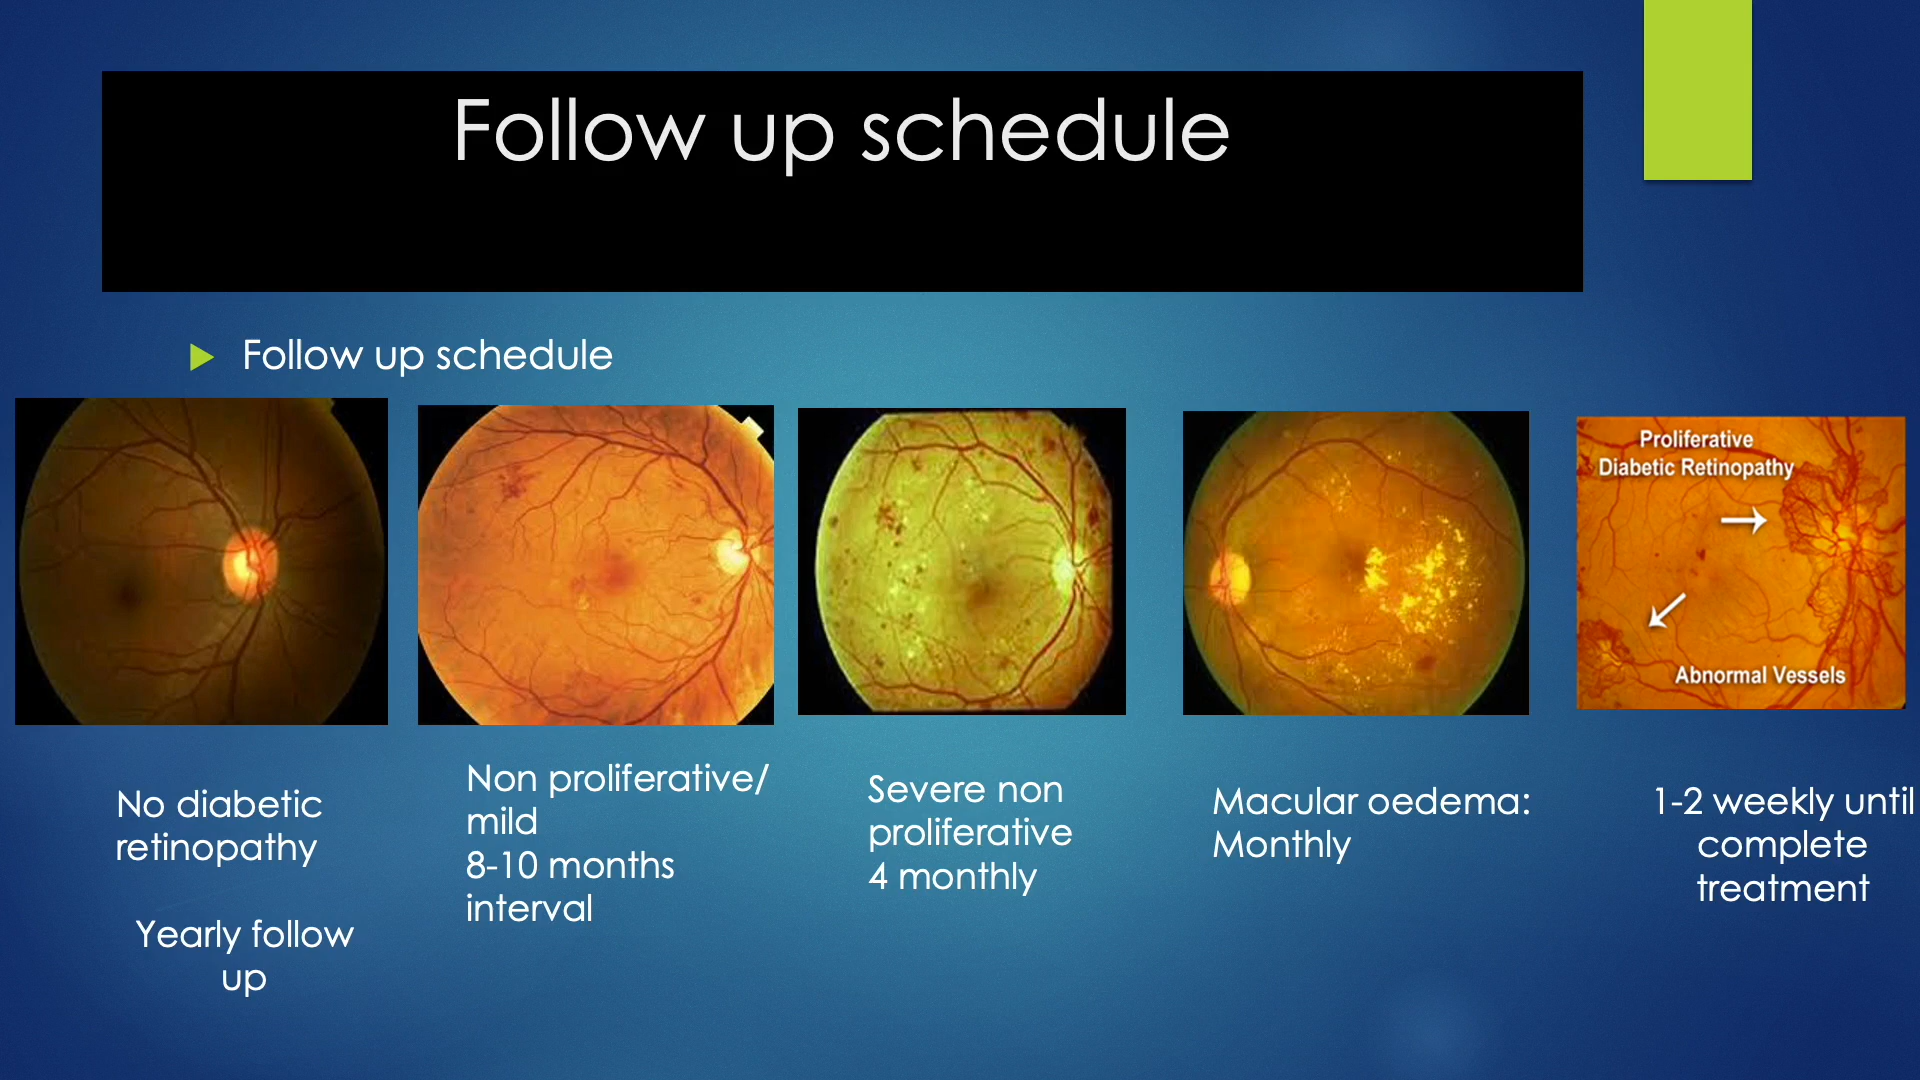 Follow up schedule
Follow up schedule
Proliferative
Diabetic Retinopathy
Abnormal Vessels
No diabetic
retinopathy
Yearly follow
up
Non proliferative/
mild
8-10 months
interval
Severe non
proliferative
4 monthly
Macular oedema:
Monthly
1-2 weekly until
complete
treatment